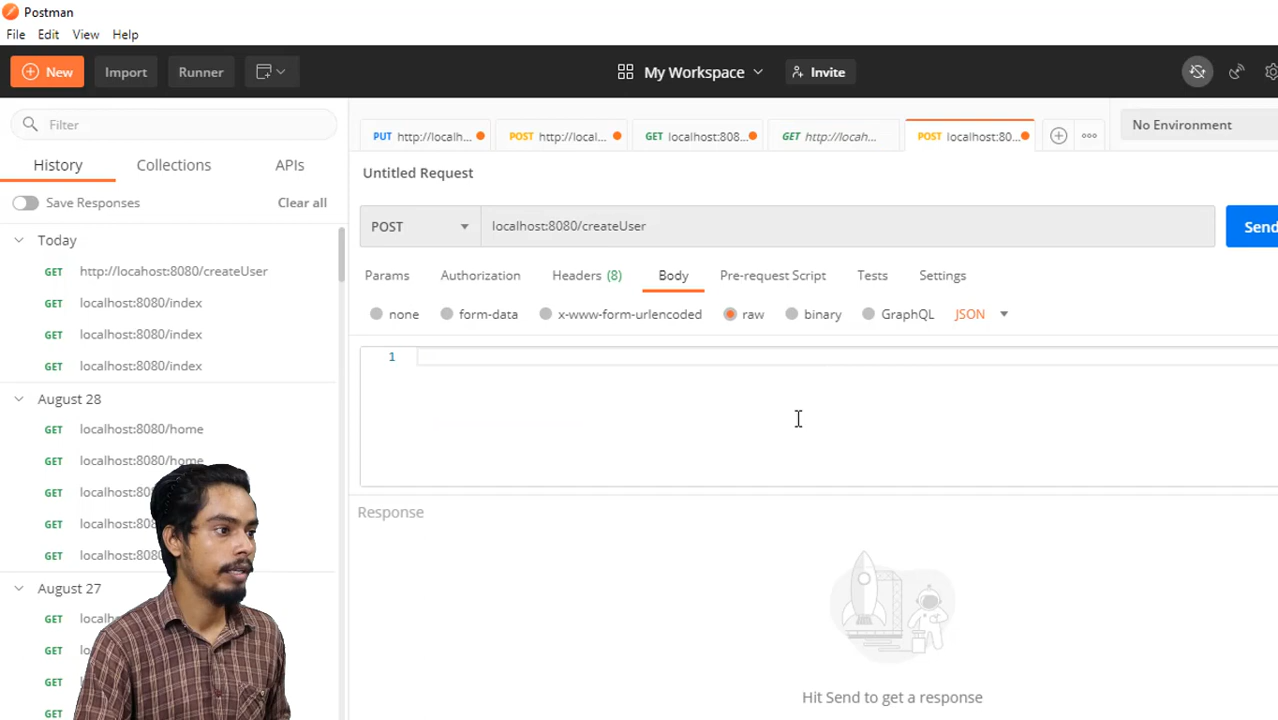 Postman
File Edit View Help
New Import Runner My Workspace Invite
Filter
History Collections APIs
Save Responses Clear all
Today
GET http://locahost:8080/createUser
GET localhost:8080/index
GET localhost:8080/index
GET localhost:8080/index
August 28
GET localhost:8080/home
GET localhost:8080/home
GET
GET
GET
August 27
GET
GET
GET
GET
PUT http://localh... POST http://local... GET localhost:808... GET http://locah... POST localhost:80... No Environment
Untitled Request
POST localhost:8080/createUser Send
Params Authorization Headers (8) Body Pre-request Script Tests Settings
none form-data x-www-form-urlencoded raw binary GraphQL JSON
1
Response
Hit Send to get a response